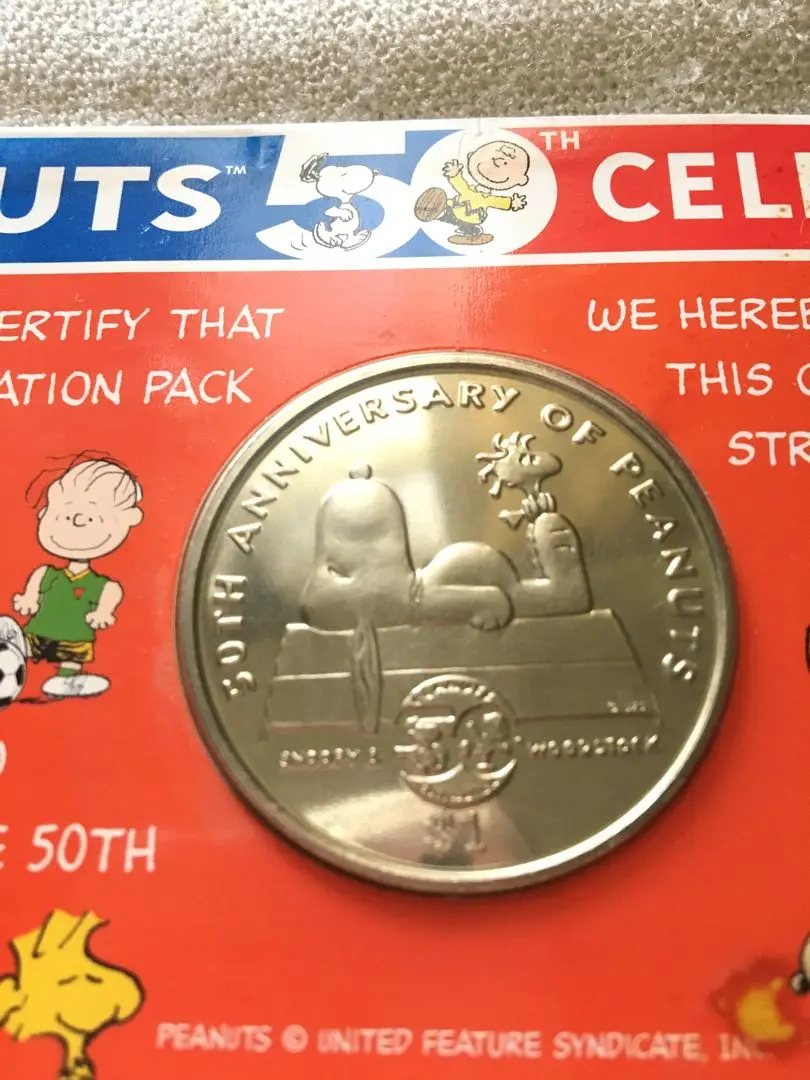 UTS™ 50TH CEL
ERTIFY THAT
ATION PACK
WE HEREB
THIS
STR
50TH ANNIVERSARY OF PEANUTS
SNOOPY & WOODSTOCK
$1
E 50TH
PEANUTS © UNITED FEATURE SYNDICATE, IN